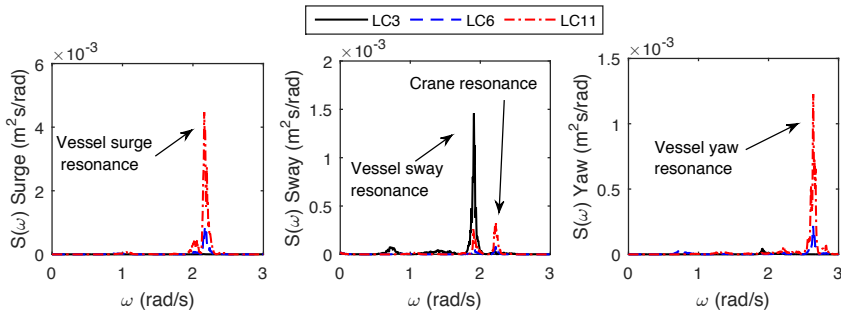 LC3 LC6 LC11
×10⁻³
S(ω) Surge (m² s/rad)
6
4
2
0
Vessel surge
resonance
0 1 2 3
ω (rad/s)
×10⁻³
S(ω) Sway (m² s/rad)
2
1.5
1
0.5
0
Crane resonance
Vessel sway
resonance
0 1 2 3
ω (rad/s)
×10⁻³
S(ω) Yaw (m² s/rad)
1.5
1
0.5
0
Vessel yaw
resonance
0 1 2 3
ω (rad/s)